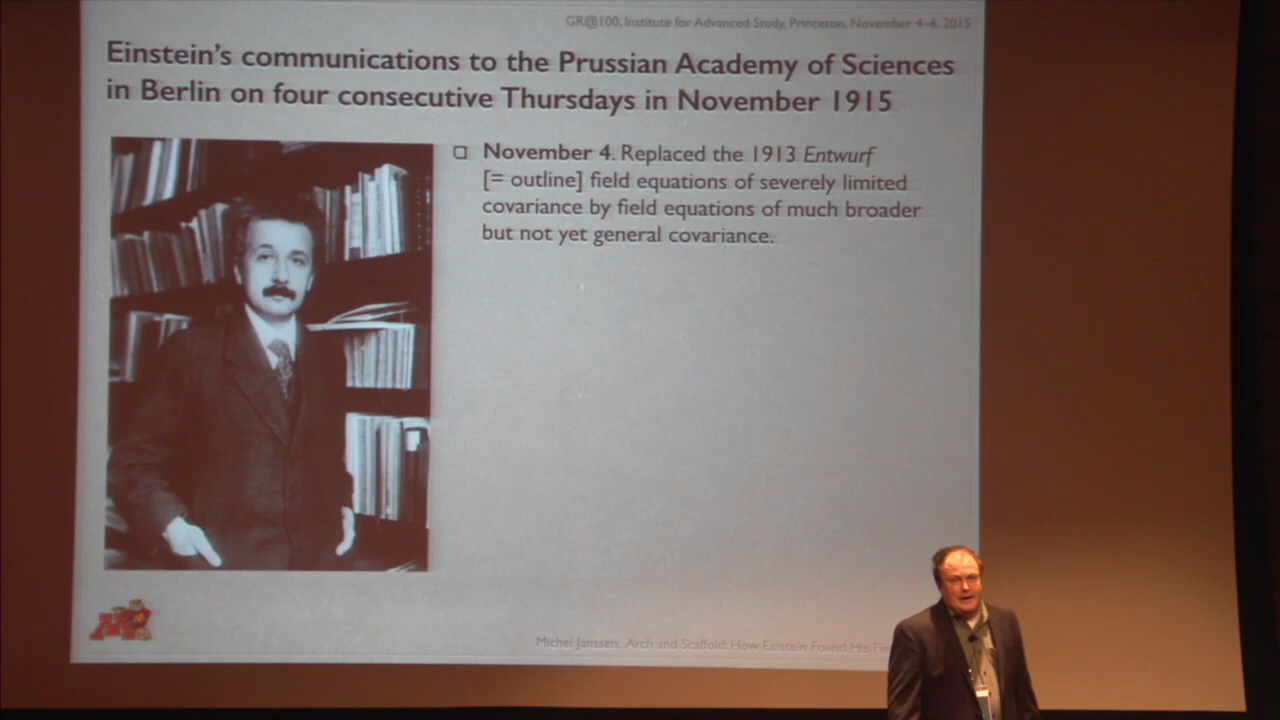 GR@100, Institute for Advanced Study, Princeton, November 4–6, 2015
Einstein’s communications to the Prussian Academy of Sciences
in Berlin on four consecutive Thursdays in November 1915
November 4. Replaced the 1913 Entwurf
[= outline] field equations of severely limited
covariance by field equations of much broader
but not yet general covariance.
M
Michel Janssen, Arch and Scaffold: How Einstein Found His